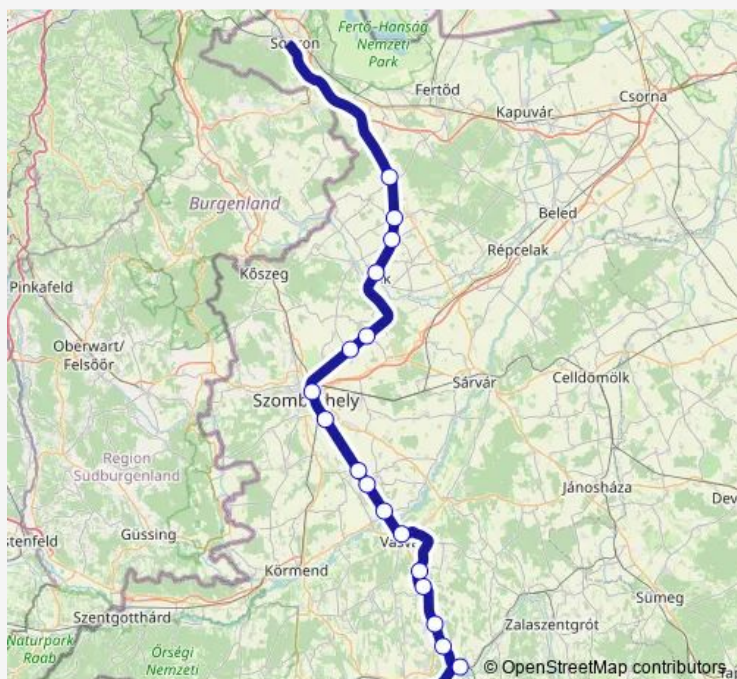 Fertő-Hanság
Nemzeti
Park
Fertőd
Csorna
Kapuvár
Burgenland
Beled
Répcelak
Kőszeg
Pinkafeld
Oberwart/
Felsőőr
Sárvár
Celldömölk
Region
Südburgenland
Jánosháza
Dev
Güssing
Körmend
Szentgotthárd
Sümeg
Zalaszentgrót
Naturpark
Raab
Őrségi
Nemzeti
© OpenStreetMap contributors